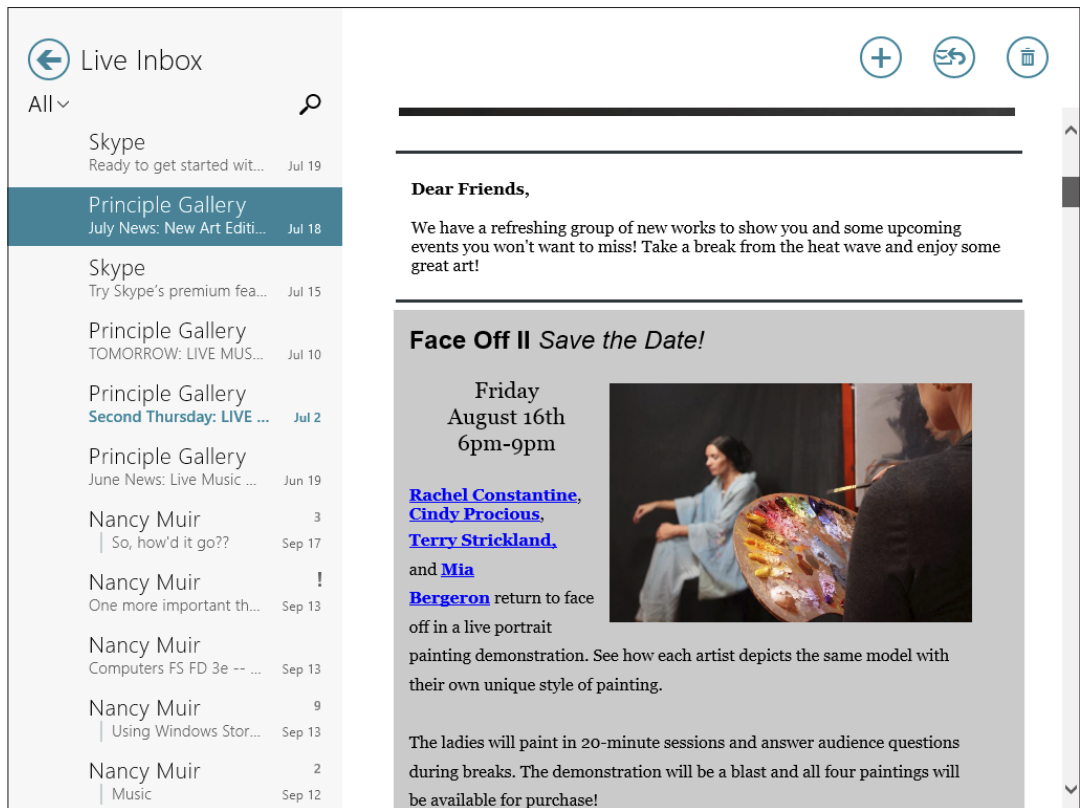 Live Inbox
All
Skype
Ready to get started wit... Jul 19
Principle Gallery
July News: New Art Editi... Jul 18
Skype
Try Skype's premium fea... Jul 15
Principle Gallery
TOMORROW: LIVE MUS... Jul 10
Principle Gallery
Second Thursday: LIVE ... Jul 2
Principle Gallery
June News: Live Music ... Jun 19
Nancy Muir 3
So, how'd it go?? Sep 17
Nancy Muir !
One more important th... Sep 13
Nancy Muir
Computers FS FD 3e -- ... Sep 13
Nancy Muir 9
Using Windows Stor... Sep 13
Nancy Muir 2
Music Sep 12
Dear Friends,
We have a refreshing group of new works to show you and some upcoming
events you won't want to miss! Take a break from the heat wave and enjoy some
great art!
Face Off II Save the Date!
Friday
August 16th
6pm-9pm
Rachel Constantine,
Cindy Procious,
Terry Strickland,
and Mia
Bergeron return to face
off in a live portrait
painting demonstration. See how each artist depicts the same model with
their own unique style of painting.
The ladies will paint in 20-minute sessions and answer audience questions
during breaks. The demonstration will be a blast and all four paintings will
be available for purchase!